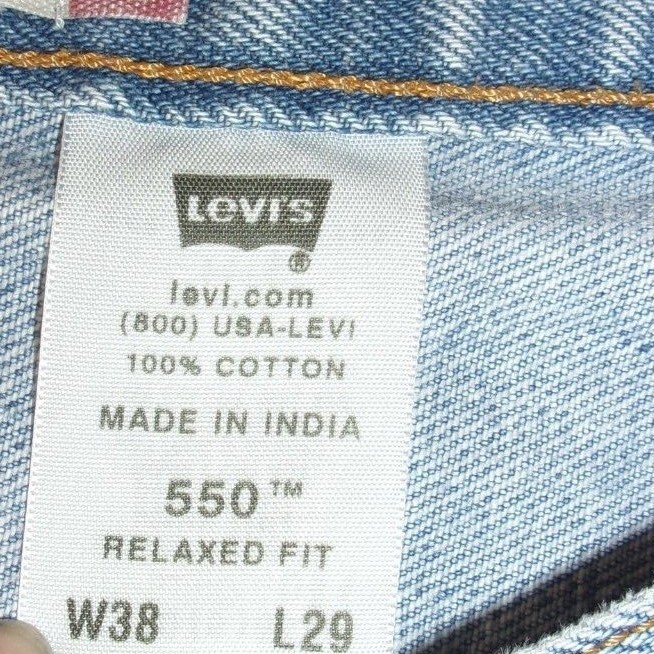 Levi's
®
levi.com
(800) USA-LEVI
100% COTTON
MADE IN INDIA
550™
RELAXED FIT
W38 L29